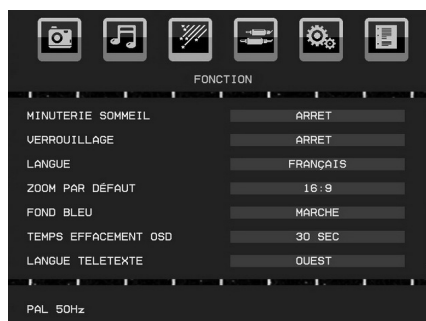 FONCTION
MINUTERIE SOMMEIL ARRET
VERROUILLAGE ARRET
LANGUE FRANÇAIS
ZOOM PAR DÉFAUT 16:9
FOND BLEU MARCHE
TEMPS EFFACEMENT OSD 30 SEC
LANGUE TELETEXTE OUEST
PAL 50Hz